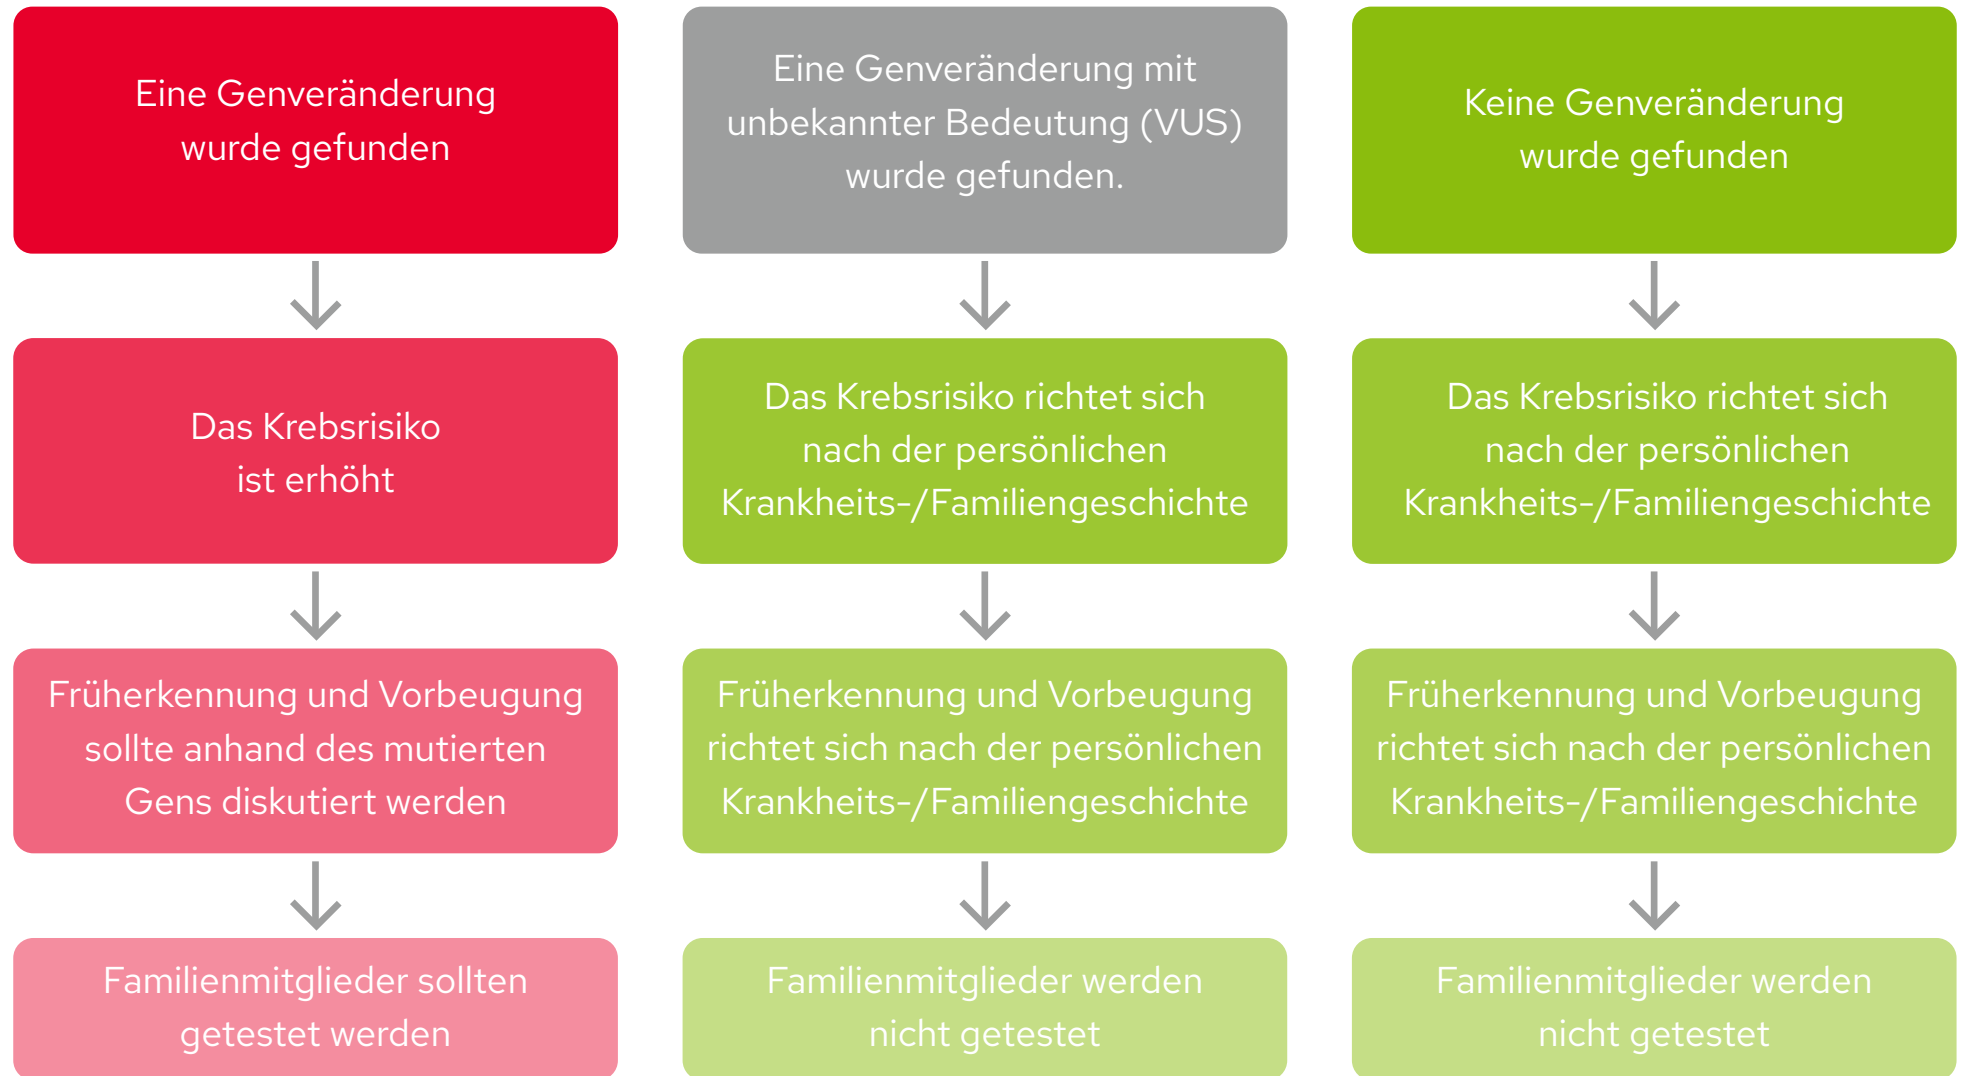 Eine Genveränderung
wurde gefunden
Das Krebsrisiko
ist erhöht
Früherkennung und Vorbeugung
sollte anhand des mutierten
Gens diskutiert werden
Familienmitglieder sollten
getestet werden
Eine Genveränderung mit
unbekannter Bedeutung (VUS)
wurde gefunden.
Das Krebsrisiko richtet sich
nach der persönlichen
Krankheits-/Familiengeschichte
Früherkennung und Vorbeugung
richtet sich nach der persönlichen
Krankheits-/Familiengeschichte
Familienmitglieder werden
nicht getestet
Keine Genveränderung
wurde gefunden
Das Krebsrisiko richtet sich
nach der persönlichen
Krankheits-/Familiengeschichte
Früherkennung und Vorbeugung
richtet sich nach der persönlichen
Krankheits-/Familiengeschichte
Familienmitglieder werden
nicht getestet